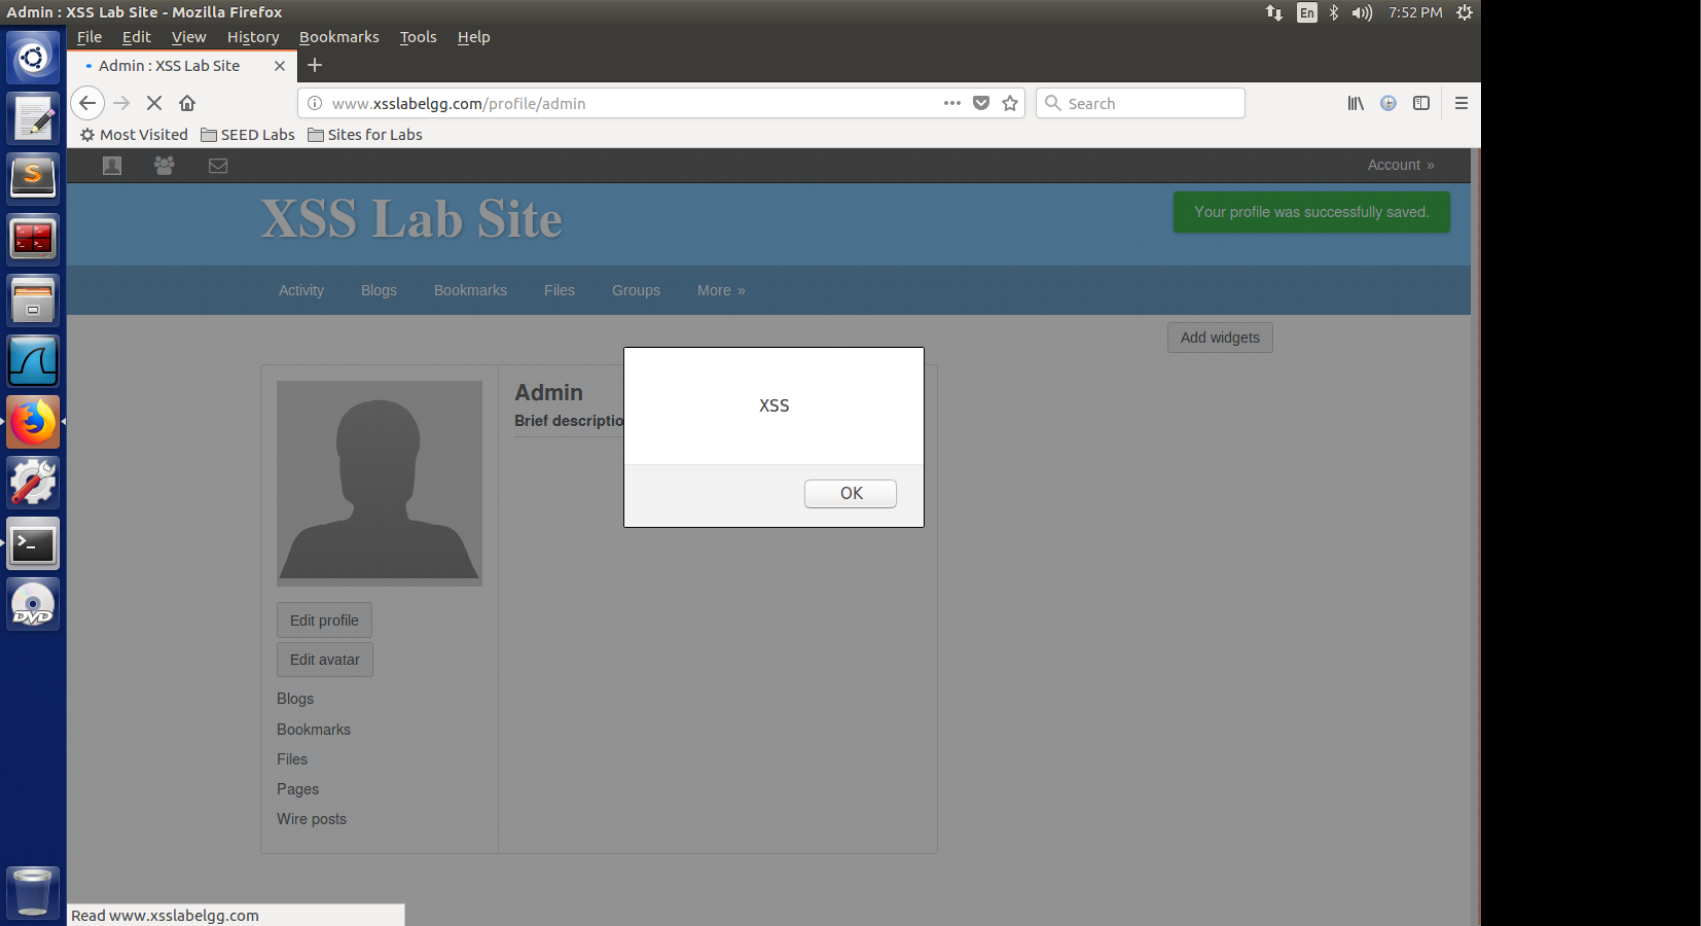 Admin : XSS Lab Site - Mozilla Firefox
En
7:52 PM
File Edit View History Bookmarks Tools Help
Admin : XSS Lab Site
www.xsslabelgg.com/profile/admin
Search
Most Visited SEED Labs Sites for Labs
Account »
XSS Lab Site
Your profile was successfully saved.
Activity Blogs Bookmarks Files Groups More »
Add widgets
Admin
Brief descriptio
XSS
OK
Edit profile
Edit avatar
Blogs
Bookmarks
Files
Pages
Wire posts
DVD
Read www.xsslabelgg.com